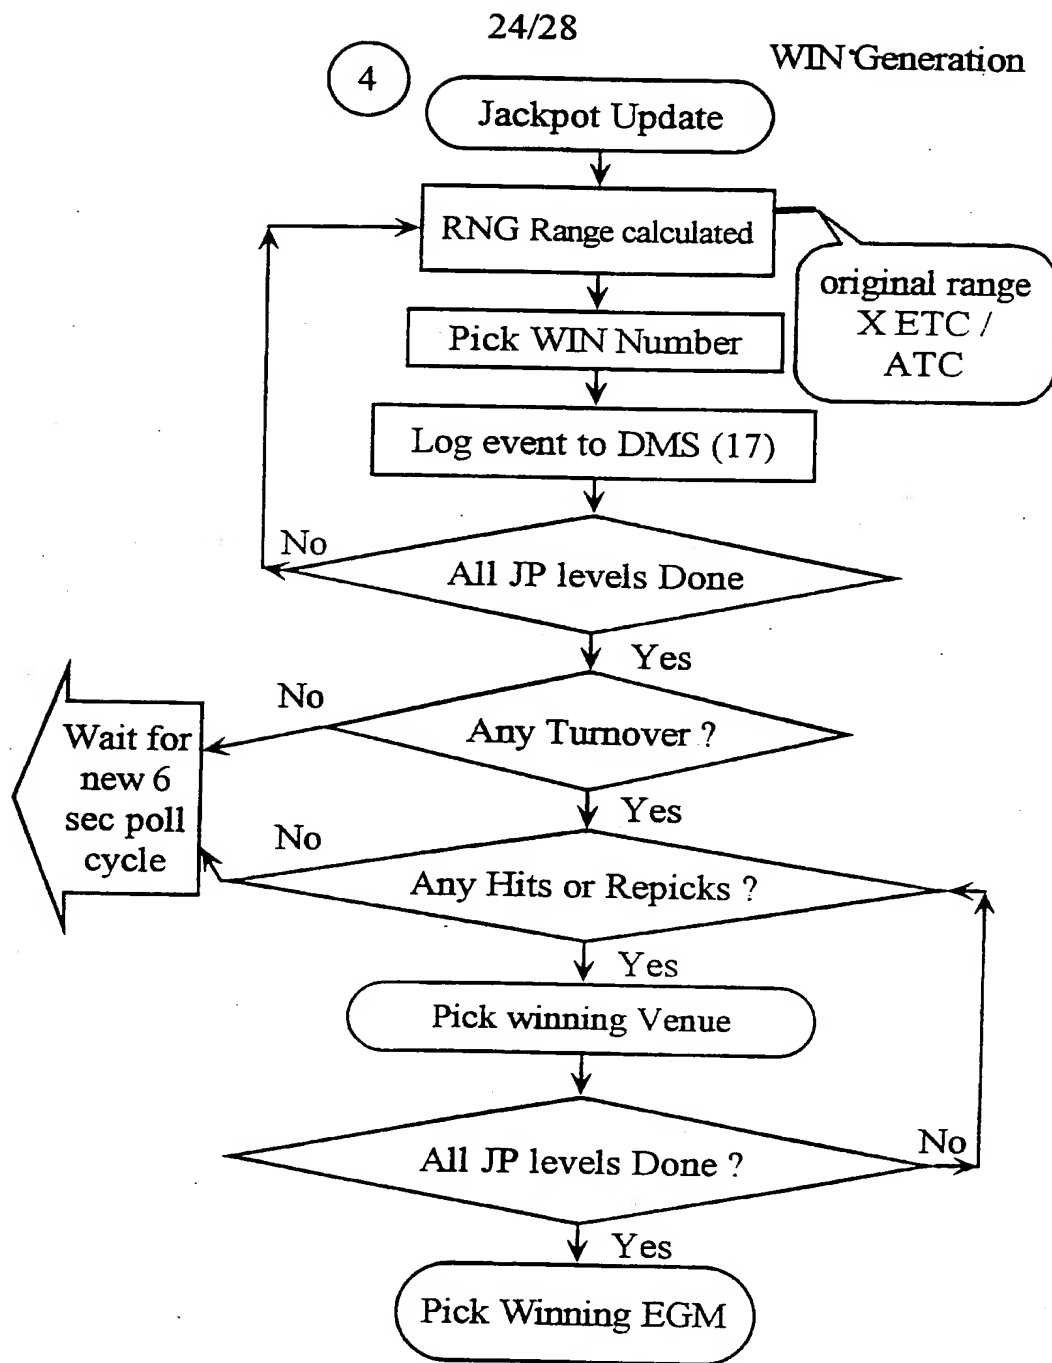 24/28
WIN Generation
4
Jackpot Update
RNG Range calculated
original range
X ETC /
ATC
Pick WIN Number
Log event to DMS (17)
No
All JP levels Done
Yes
No
Any Turnover ?
Wait for
new 6
sec poll
cycle
Yes
No
Any Hits or Repicks ?
Yes
Pick winning Venue
All JP levels Done ?
No
Yes
Pick Winning EGM